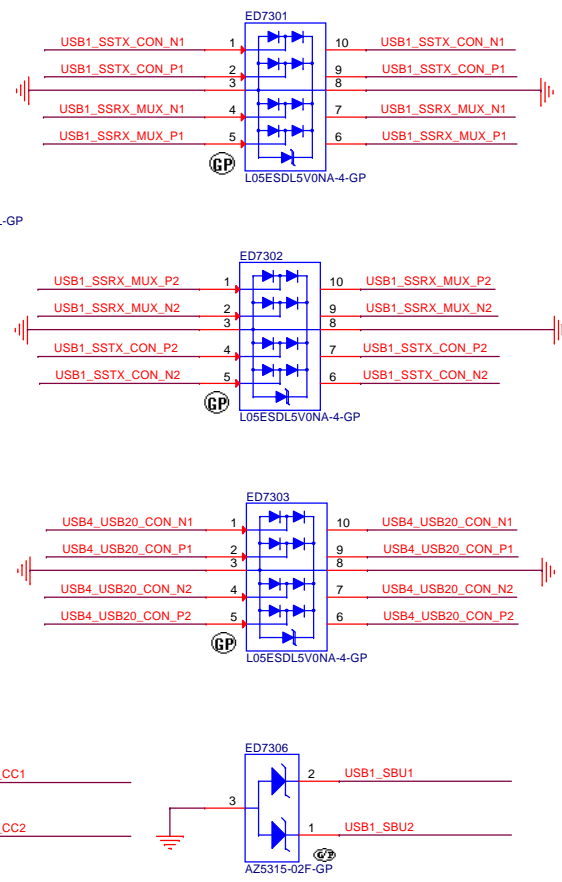 ED7301
USB1_SSTX_CON_N1 1 10 USB1_SSTX_CON_N1
USB1_SSTX_CON_P1 2 9 USB1_SSTX_CON_P1
3 8
USB1_SSRX_MUX_N1 4 7 USB1_SSRX_MUX_N1
USB1_SSRX_MUX_P1 5 6 USB1_SSRX_MUX_P1
GP
L05ESDL5V0NA-4-GP
-GP
ED7302
USB1_SSRX_MUX_P2 1 10 USB1_SSRX_MUX_P2
USB1_SSRX_MUX_N2 2 9 USB1_SSRX_MUX_N2
3 8
USB1_SSTX_CON_P2 4 7 USB1_SSTX_CON_P2
USB1_SSTX_CON_N2 5 6 USB1_SSTX_CON_N2
GP
L05ESDL5V0NA-4-GP
ED7303
USB4_USB20_CON_N1 1 10 USB4_USB20_CON_N1
USB4_USB20_CON_P1 2 9 USB4_USB20_CON_P1
3 8
USB4_USB20_CON_N2 4 7 USB4_USB20_CON_N2
USB4_USB20_CON_P2 5 6 USB4_USB20_CON_P2
GP
L05ESDL5V0NA-4-GP
ED7306
_CC1 2 USB1_SBU1
3
_CC2 1 USB1_SBU2
G/P
AZ5315-02F-GP